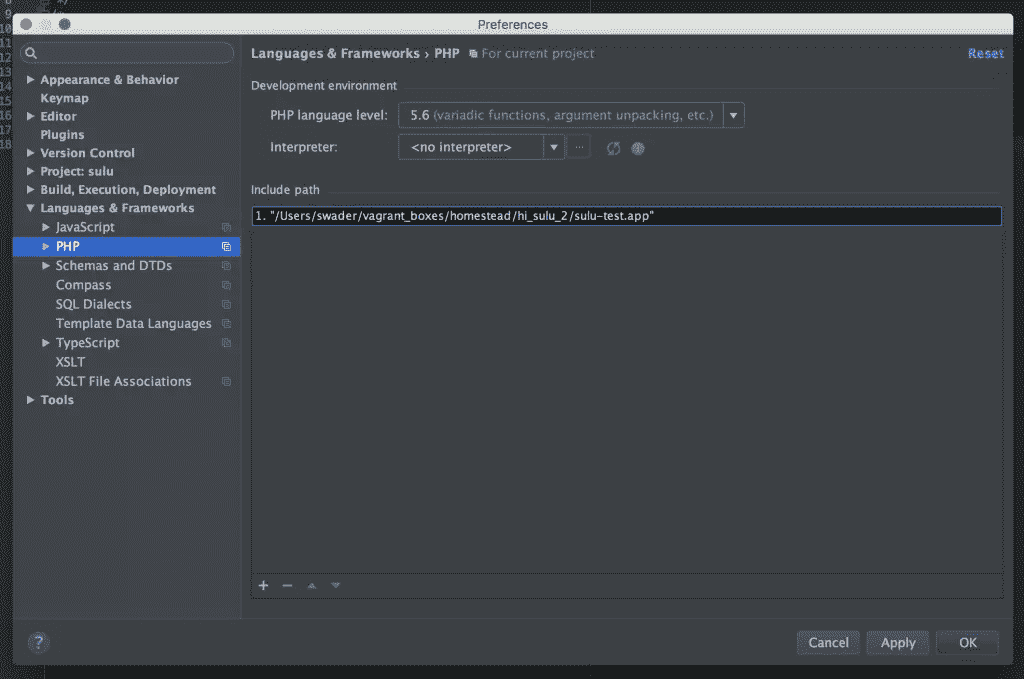 Preferences
Languages & Frameworks › PHP For current project Reset
Appearance & Behavior
Keymap
Editor
Plugins
Version Control
Project: sulu
Build, Execution, Deployment
Languages & Frameworks
JavaScript
PHP
Schemas and DTDs
Compass
SQL Dialects
Template Data Languages
TypeScript
XSLT
XSLT File Associations
Tools
Development environment
PHP language level: 5.6 (variadic functions, argument unpacking, etc.)
Interpreter: <no interpreter> ...
Include path
1. "/Users/swader/vagrant_boxes/homestead/hi_sulu_2/sulu-test.app"
?
Cancel Apply OK